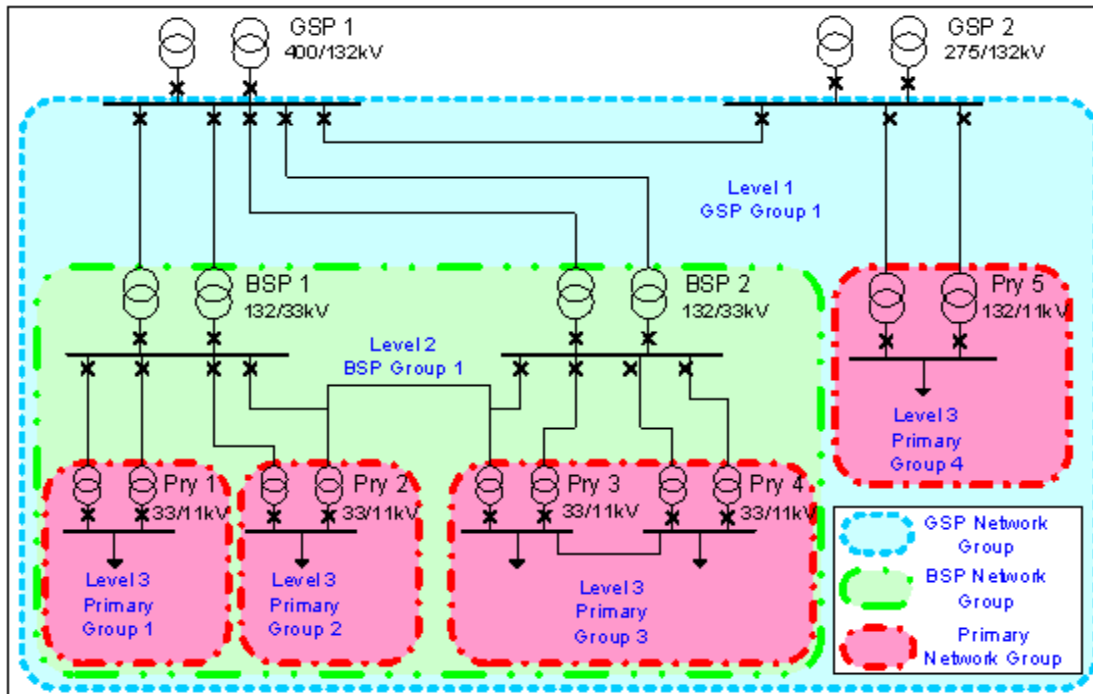 GSP 1
400/132kV
GSP 2
275/132kV
Level 1
GSP Group 1
BSP 1
132/33kV
BSP 2
132/33kV
Pry 5
132/11kV
Level 2
BSP Group 1
Level 3
Primary
Group 4
Pry 1
33/11kV
Pry 2
33/11kV
Pry 3
33/11kV
Pry 4
33/11kV
Level 3
Primary
Group 1
Level 3
Primary
Group 2
Level 3
Primary
Group 3
GSP Network
Group
BSP Network
Group
Primary
Network Group